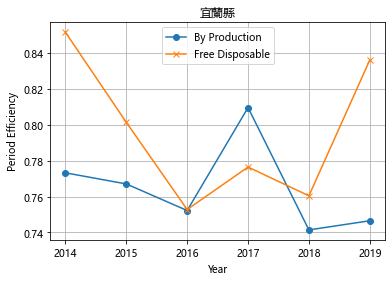 宜蘭縣
By Production
Free Disposable
Period Efficiency
0.84
0.82
0.80
0.78
0.76
0.74
2014 2015 2016 2017 2018 2019
Year